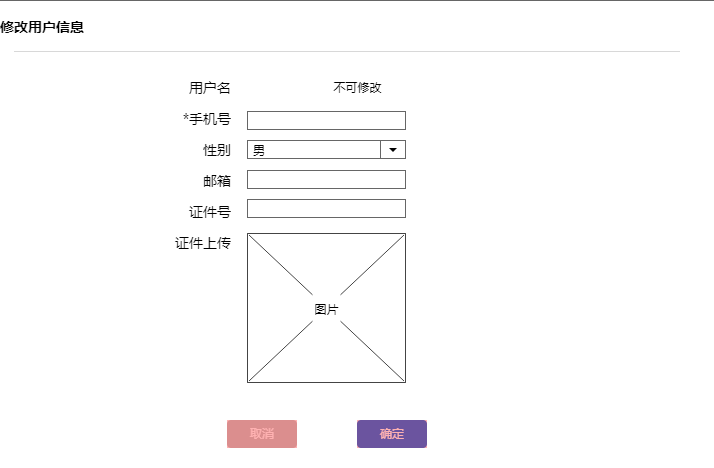 修改用户信息
用户名 不可修改
*手机号
性别 男
邮箱
证件号
证件上传
图片
取消 确定